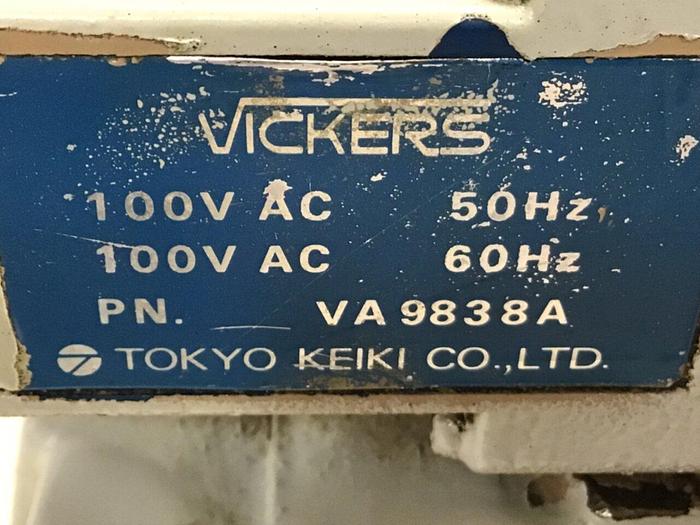 VICKERS
100V AC 50Hz,
100V AC 60Hz
PN. VA9838A
TOKYO KEIKI CO.,LTD.